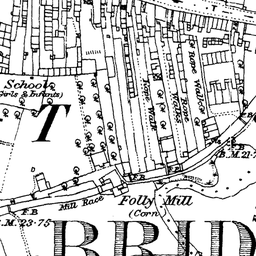 School
(Girls & Infants)
T
Rope Walk
Rope Walk
B.M. 21·7
F.B.
Folly Mill
(Corn)
Mill Race
F.B.
B.M. 23·75
BRID